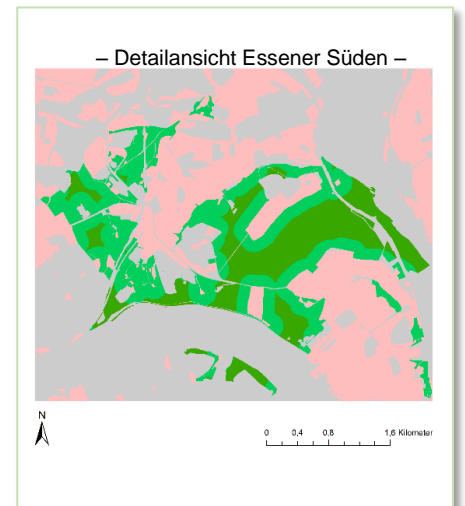 – Detailansicht Essener Süden –
N
0 0,4 0,8 1,6 Kilometer